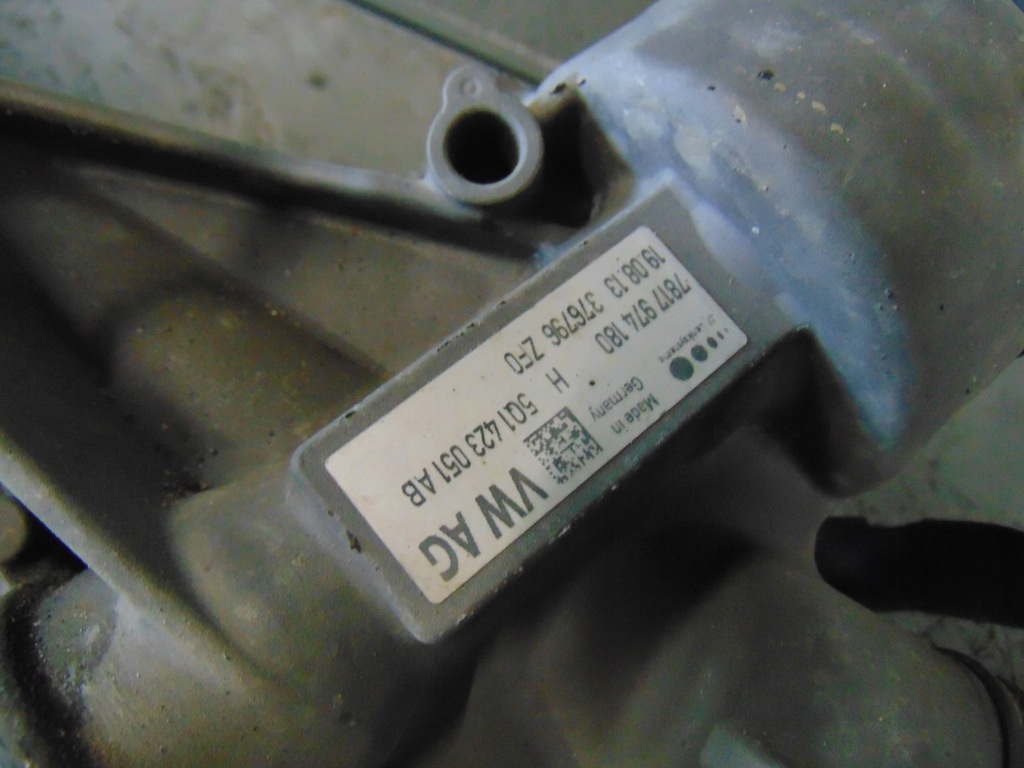 VW AG
Made in
Germany
5Q1 423 051 AB
H
7817 974 180
19.08.13 376796 ZF0